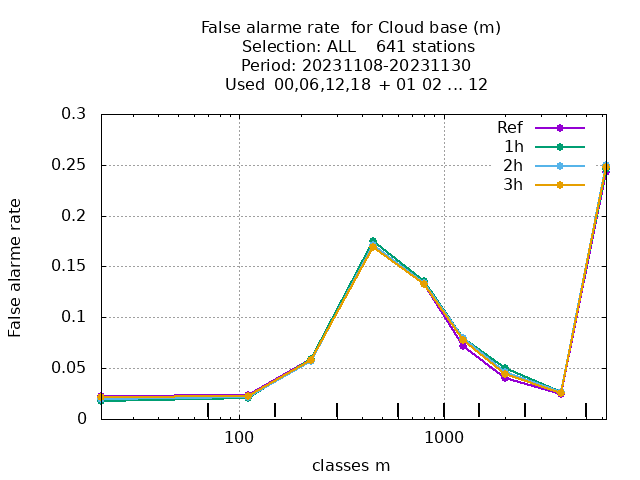 False alarme rate  for Cloud base (m)
Selection: ALL    641 stations
Period: 20231108-20231130
Used  00,06,12,18  + 01 02 ... 12
Ref
1h
2h
3h
0.3
0.25
0.2
0.15
0.1
0.05
0
False alarme rate
100
1000
classes m